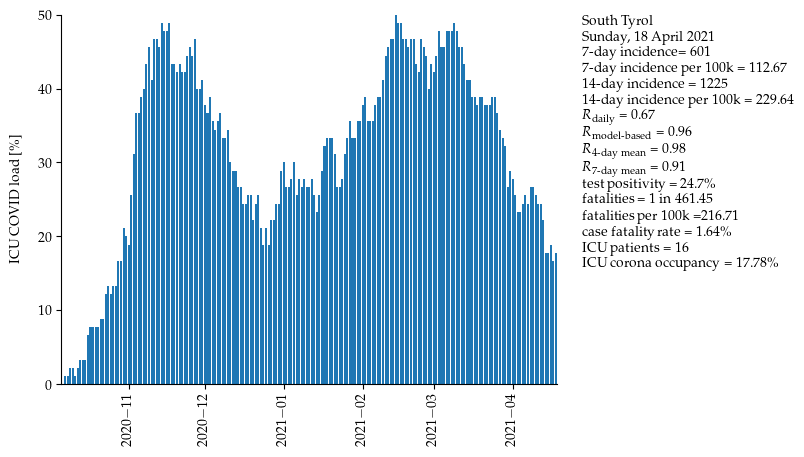 50
40
30
20
10
0
ICU COVID load [%]
2020−11
2020−12
2021−01
2021−02
2021−03
2021−04
South Tyrol
Sunday, 18 April 2021
7-day incidence= 601
7-day incidence per 100k = 112.67
14-day incidence = 1225
14-day incidence per 100k = 229.64
R daily = 0.67
R model-based = 0.96
R 4-day mean = 0.98
R 7-day mean = 0.91
test positivity = 24.7%
fatalities = 1 in 461.45
fatalities per 100k =216.71
case fatality rate = 1.64%
ICU patients = 16
ICU corona occupancy = 17.78%